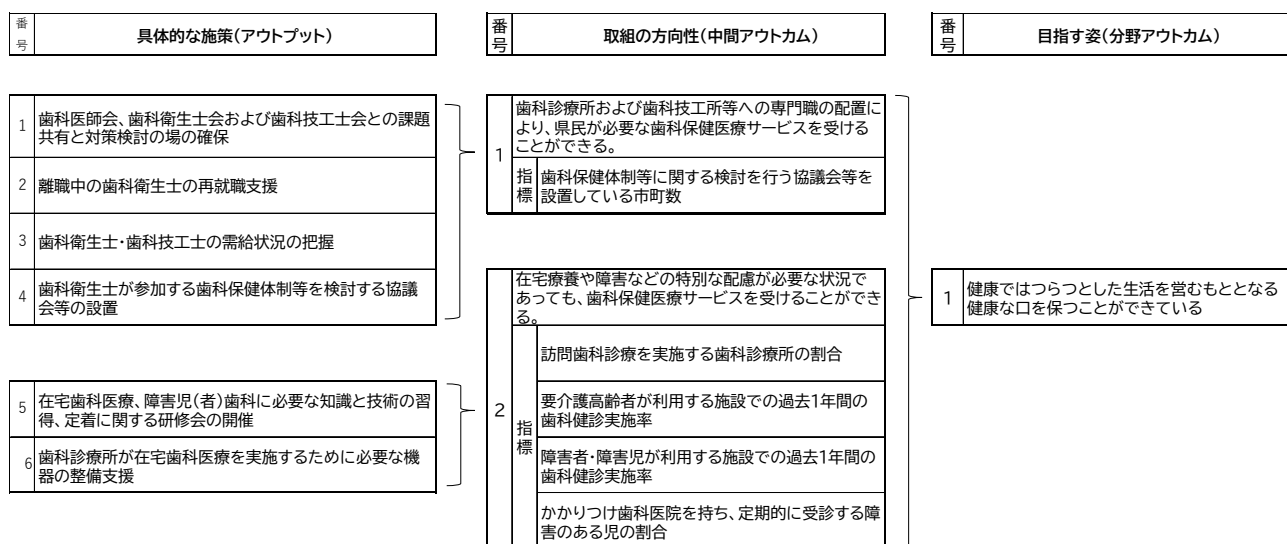 番号
具体的な施策(アウトプット)
番号
取組の方向性(中間アウトカム)
番号
目指す姿(分野アウトカム)
1
歯科医師会、歯科衛生士会および歯科技工士会との課題
共有と対策検討の場の確保
2
離職中の歯科衛生士の再就職支援
3
歯科衛生士・歯科技工士の需給状況の把握
4
歯科衛生士が参加する歯科保健体制等を検討する協議
会等の設置
5
在宅歯科医療、障害児(者)歯科に必要な知識と技術の習
得、定着に関する研修会の開催
6
歯科診療所が在宅歯科医療を実施するために必要な機
器の整備支援
1
歯科診療所および歯科技工所等への専門職の配置に
より、県民が必要な歯科保健医療サービスを受ける
ことができる。
指標
歯科保健体制等に関する検討を行う協議会等を
設置している市町数
2
在宅療養や障害などの特別な配慮が必要な状況で
あっても、歯科保健医療サービスを受けることができ
る。
指標
訪問歯科診療を実施する歯科診療所の割合
要介護高齢者が利用する施設での過去1年間の
歯科健診実施率
障害者・障害児が利用する施設での過去1年間の
歯科健診実施率
かかりつけ歯科医院を持ち、定期的に受診する障
害のある児の割合
1
健康ではつらつとした生活を営むもととなる
健康な口を保つことができている